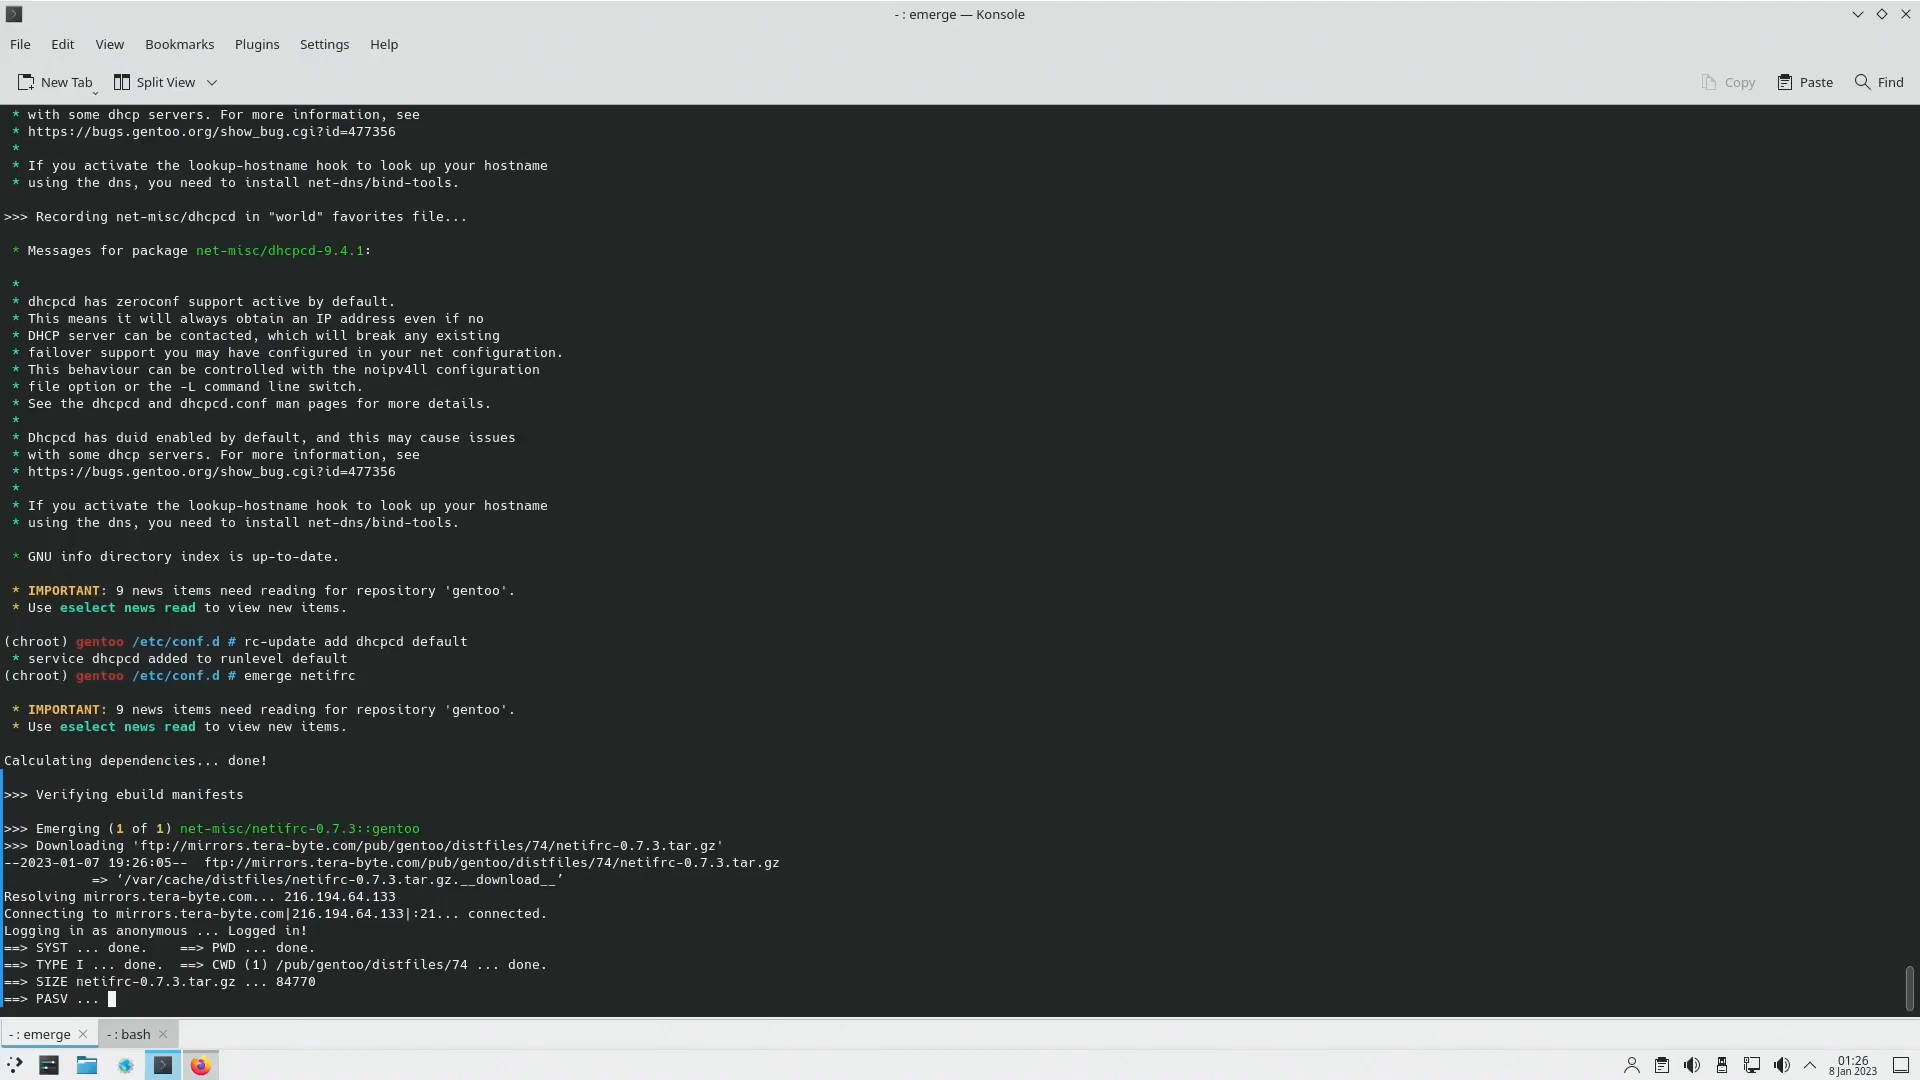 - : emerge — Konsole
File Edit View Bookmarks Plugins Settings Help
New Tab Split View Copy Paste Find
* with some dhcp servers. For more information, see
* https://bugs.gentoo.org/show_bug.cgi?id=477356
*
* If you activate the lookup-hostname hook to look up your hostname
* using the dns, you need to install net-dns/bind-tools.
>>> Recording net-misc/dhcpcd in "world" favorites file...
* Messages for package net-misc/dhcpcd-9.4.1:
*
* dhcpcd has zeroconf support active by default.
* This means it will always obtain an IP address even if no
* DHCP server can be contacted, which will break any existing
* failover support you may have configured in your net configuration.
* This behaviour can be controlled with the noipv4ll configuration
* file option or the -L command line switch.
* See the dhcpcd and dhcpcd.conf man pages for more details.
*
* Dhcpcd has duid enabled by default, and this may cause issues
* with some dhcp servers. For more information, see
* https://bugs.gentoo.org/show_bug.cgi?id=477356
*
* If you activate the lookup-hostname hook to look up your hostname
* using the dns, you need to install net-dns/bind-tools.
* GNU info directory index is up-to-date.
* IMPORTANT: 9 news items need reading for repository 'gentoo'.
* Use eselect news read to view new items.
(chroot) gentoo /etc/conf.d # rc-update add dhcpcd default
* service dhcpcd added to runlevel default
(chroot) gentoo /etc/conf.d # emerge netifrc
* IMPORTANT: 9 news items need reading for repository 'gentoo'.
* Use eselect news read to view new items.
Calculating dependencies... done!
>>> Verifying ebuild manifests
>>> Emerging (1 of 1) net-misc/netifrc-0.7.3::gentoo
>>> Downloading 'ftp://mirrors.tera-byte.com/pub/gentoo/distfiles/74/netifrc-0.7.3.tar.gz'
--2023-01-07 19:26:05-- ftp://mirrors.tera-byte.com/pub/gentoo/distfiles/74/netifrc-0.7.3.tar.gz
=> ‘/var/cache/distfiles/netifrc-0.7.3.tar.gz.__download__’
Resolving mirrors.tera-byte.com... 216.194.64.133
Connecting to mirrors.tera-byte.com|216.194.64.133|:21... connected.
Logging in as anonymous ... Logged in!
==> SYST ... done. ==> PWD ... done.
==> TYPE I ... done. ==> CWD (1) /pub/gentoo/distfiles/74 ... done.
==> SIZE netifrc-0.7.3.tar.gz ... 84770
==> PASV ...
- : emerge - : bash
01:26
8 Jan 2023